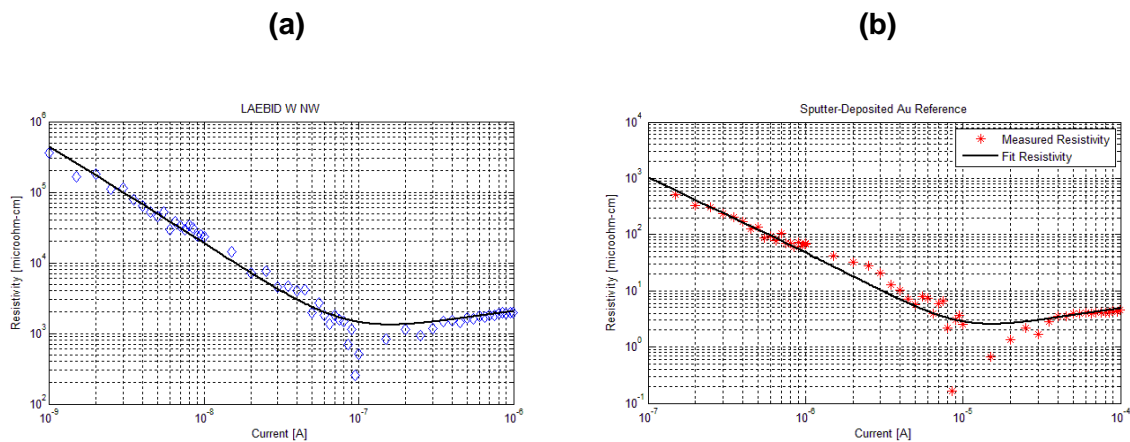 (a)
(b)
LAEBID W NW
Resistivity [microohm-cm]
10^6
10^5
10^4
10^3
10^2
10^-9
10^-8
10^-7
10^-6
Current [A]
Sputter-Deposited Au Reference
Measured Resistivity
Fit Resistivity
Resistivity [microohm-cm]
10^4
10^3
10^2
10^1
10^0
10^-1
10^-7
10^-6
10^-5
10^-4
Current [A]